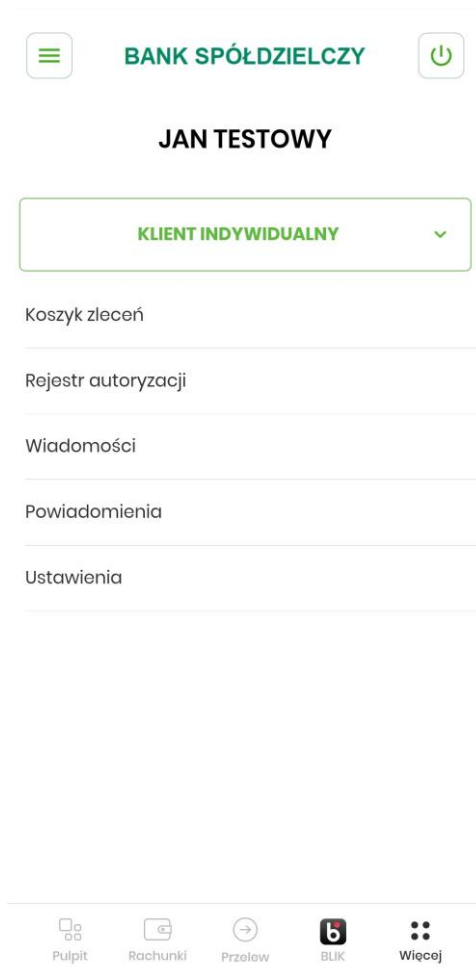 BANK SPÓŁDZIELCZY
JAN TESTOWY
KLIENT INDYWIDUALNY
Koszyk zleceń
Rejestr autoryzacji
Wiadomości
Powiadomienia
Ustawienia
Pulpit Rachunki Przelew BLIK Więcej